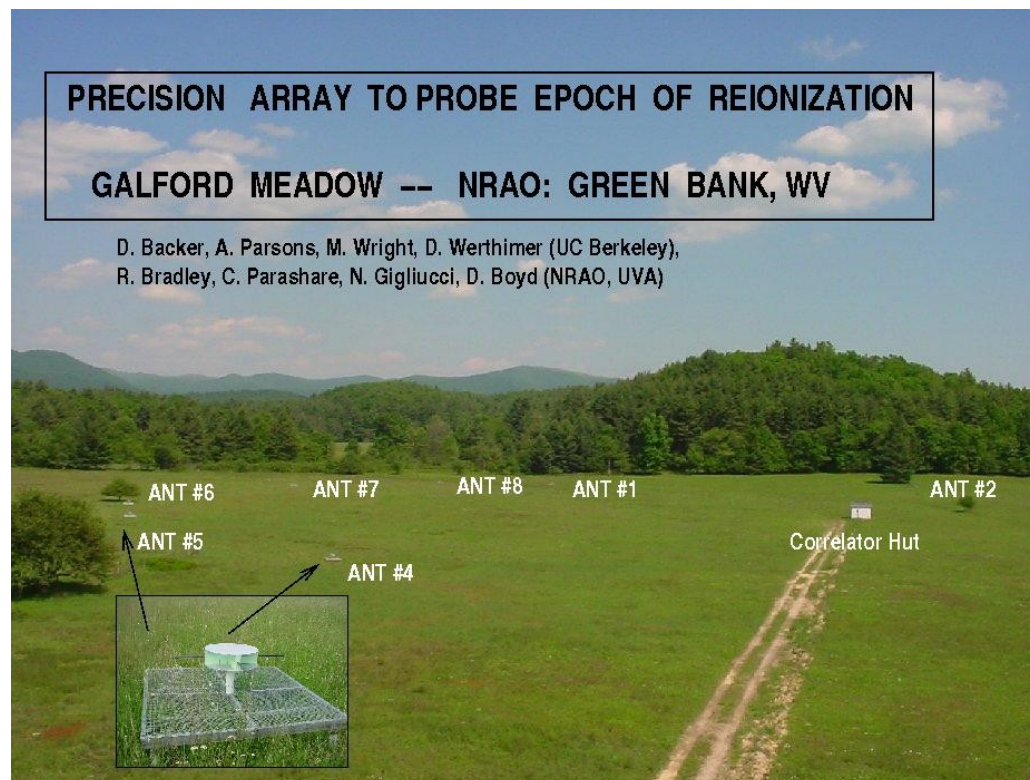 PRECISION ARRAY TO PROBE EPOCH OF REIONIZATION
GALFORD MEADOW -- NRAO: GREEN BANK, WV
D. Backer, A. Parsons, M. Wright, D. Werthimer (UC Berkeley),
R. Bradley, C. Parashare, N. Gigliucci, D. Boyd (NRAO, UVA)
ANT #6
ANT #7
ANT #8
ANT #1
ANT #2
ANT #5
Correlator Hut
ANT #4